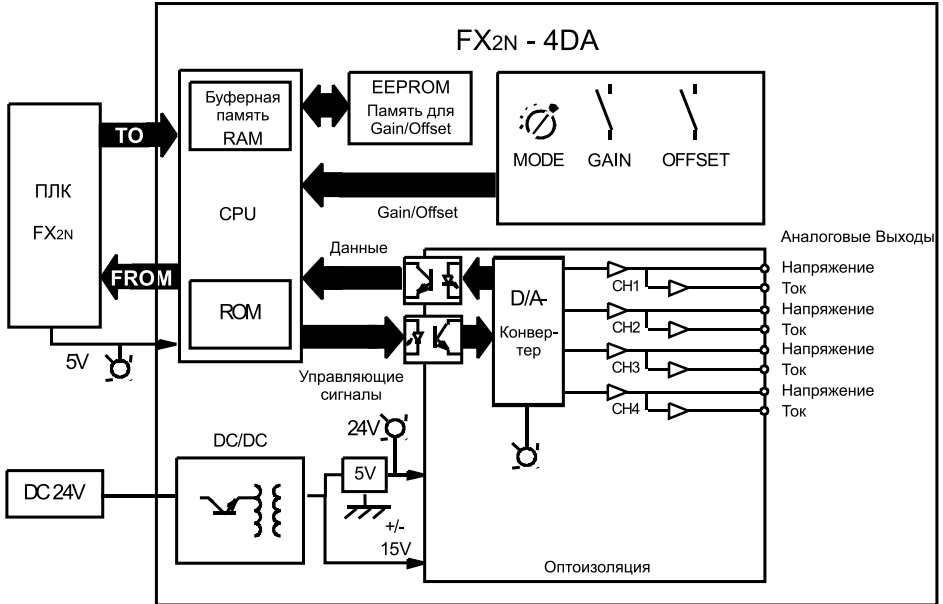 FX2N - 4DA
EEPROM
Память для
Gain/Offset
Буферная
память
RAM
MODE
GAIN
OFFSET
TO
ПЛК
FX2N
CPU
Gain/Offset
Данные
Аналоговые Выходы
FROM
ROM
D/A-
Конвер-
тер
CH1
CH2
CH3
CH4
Напряжение
Ток
Напряжение
Ток
Напряжение
Ток
Напряжение
Ток
5V
Управляющие
сигналы
24V
DC/DC
5V
DC 24V
+/-
15V
Оптоизоляция